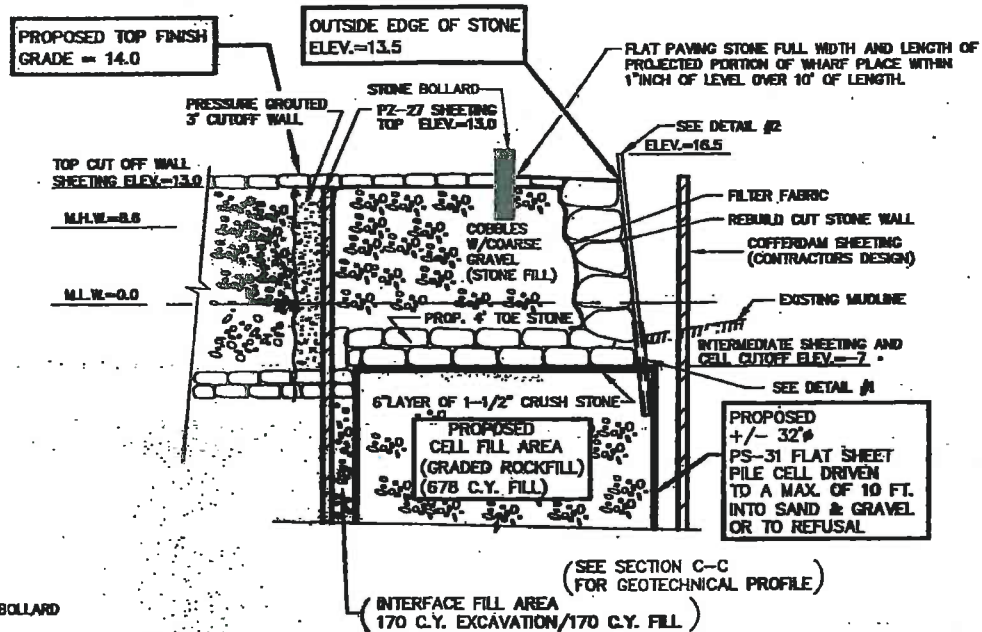 PROPOSED TOP FINISH
GRADE = 14.0
OUTSIDE EDGE OF STONE
ELEV.=13.5
FLAT PAVING STONE FULL WIDTH AND LENGTH OF
PROJECTED PORTION OF WHARF PLACE WITHIN
1"INCH OF LEVEL OVER 10' OF LENGTH.
STONE BOLLARD
PRESSURE GROUTED
3' CUTOFF WALL
PZ-27 SHEETING
TOP ELEV.=13.0
SEE DETAIL #2
ELEV.=16.5
TOP CUT OFF WALL
SHEETING ELEV.=13.0
FILTER FABRIC
M.H.W.=8.6
REBUILD CUT STONE WALL
COBBLES
W/COARSE
GRAVEL
(STONE FILL)
COFFERDAM SHEETING
(CONTRACTORS DESIGN)
M.L.W.=0.0
EXISTING MUDLINE
PROP. 4' TOE STONE
INTERMEDIATE SHEETING AND
CELL CUTOFF ELEV.=-7
SEE DETAIL #1
6"LAYER OF 1-1/2" CRUSH STONE
PROPOSED
CELL FILL AREA
(GRADED ROCKFILL)
(678 C.Y. FILL)
PROPOSED
+/- 32'ø
PS-31 FLAT SHEET
PILE CELL DRIVEN
TO A MAX. OF 10 FT.
INTO SAND & GRAVEL
OR TO REFUSAL
(SEE SECTION C-C
FOR GEOTECHNICAL PROFILE)
BOLLARD
(INTERFACE FILL AREA
170 C.Y. EXCAVATION/170 C.Y. FILL)